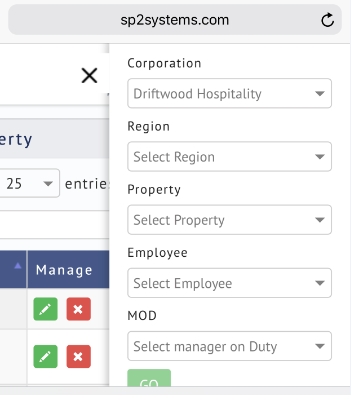 sp2systems.com
Corporation
Driftwood Hospitality
Region
Select Region
Property
Select Property
Employee
Select Employee
MOD
Select manager on Duty
GO
erty
25 entrie
Manage